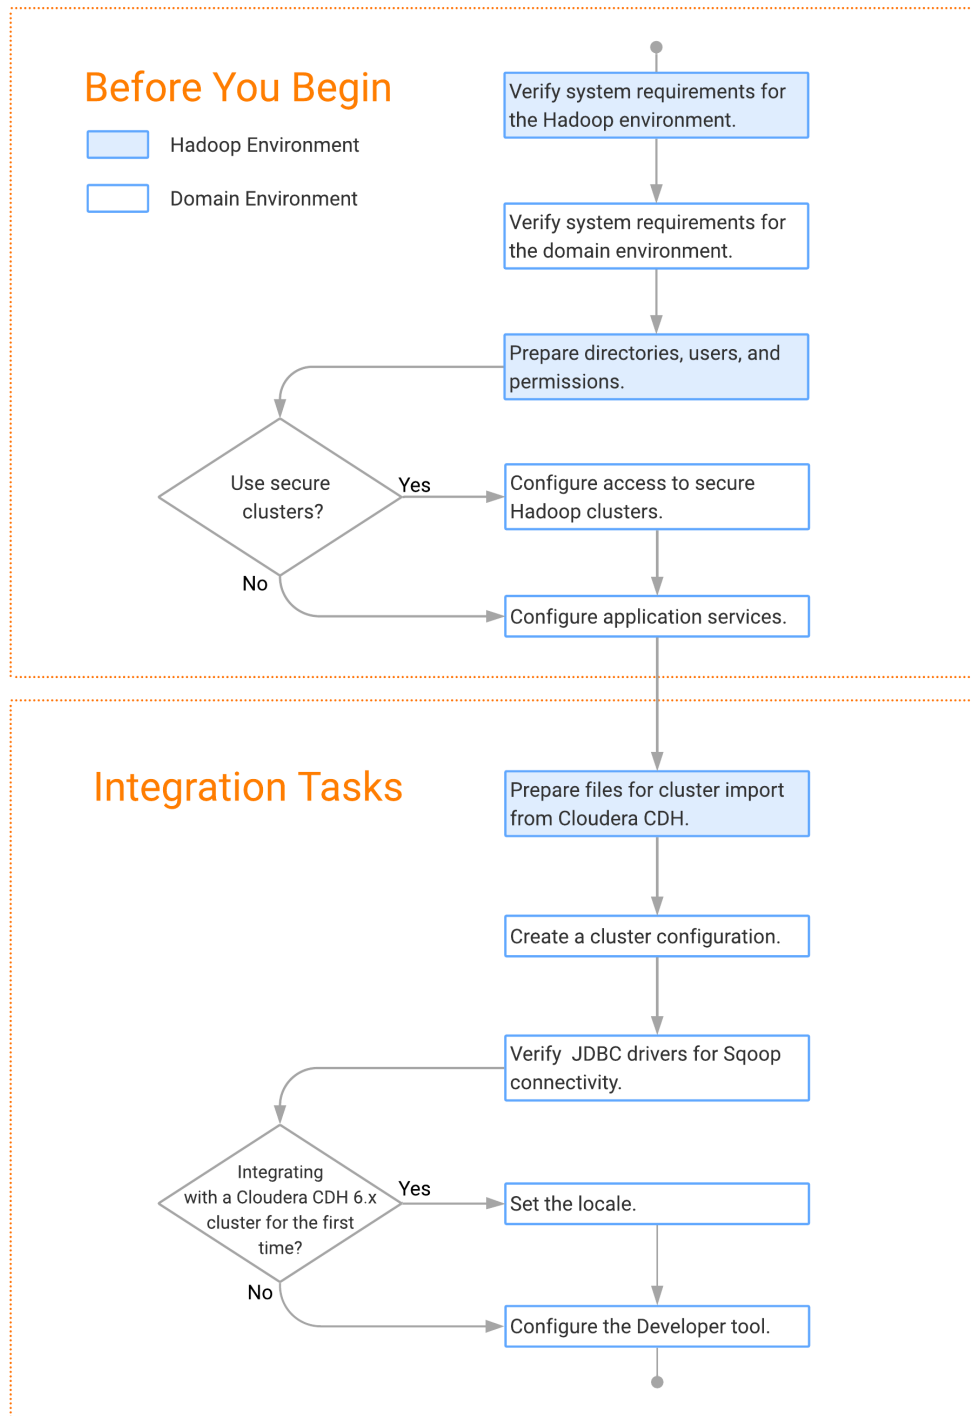 Before You Begin
Hadoop Environment
Domain Environment
Verify system requirements for
the Hadoop environment.
Verify system requirements for
the domain environment.
Prepare directories, users, and
permissions.
Use secure
clusters?
Yes
No
Configure access to secure
Hadoop clusters.
Configure application services.
Integration Tasks
Prepare files for cluster import
from Cloudera CDH.
Create a cluster configuration.
Verify  JDBC drivers for Sqoop
connectivity.
Integrating
with a Cloudera CDH 6.x
cluster for the first
time?
Yes
No
Set the locale.
Configure the Developer tool.